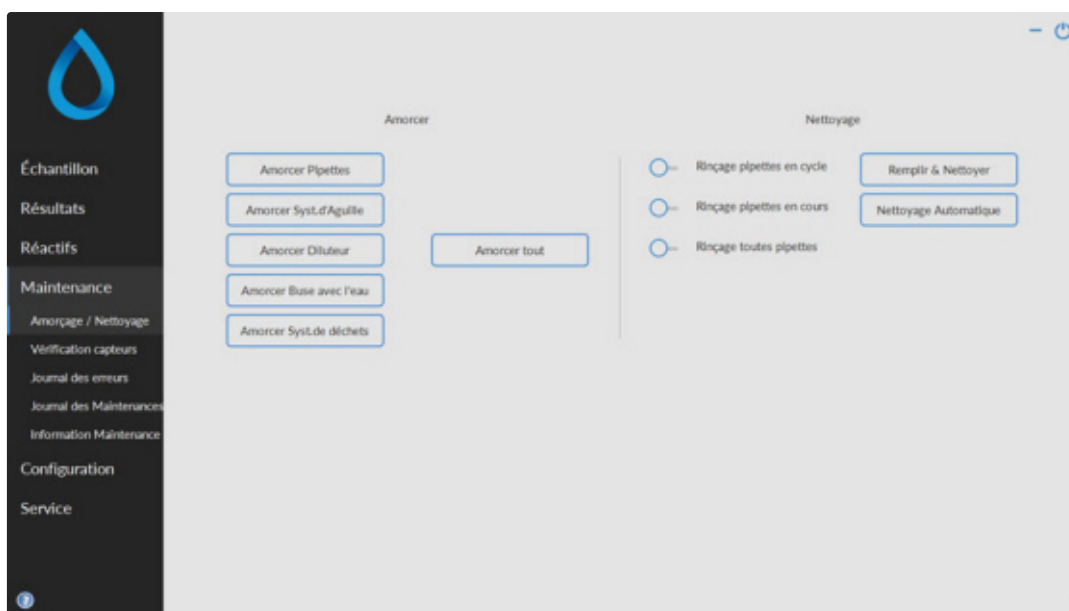 Échantillon
Résultats
Réactifs
Maintenance
Amorçage / Nettoyage
Vérification capteurs
Journal des erreurs
Journal des Maintenances
Information Maintenance
Configuration
Service
?
Amorcer
Amorcer Pipettes
Amorcer Syst.d'Aguille
Amorcer Diluteur
Amorcer Buse avec l'eau
Amorcer Syst.de déchets
Amorcer tout
Nettoyage
Rinçage pipettes en cycle
Rinçage pipettes en cours
Rinçage toutes pipettes
Remplir & Nettoyer
Nettoyage Automatique